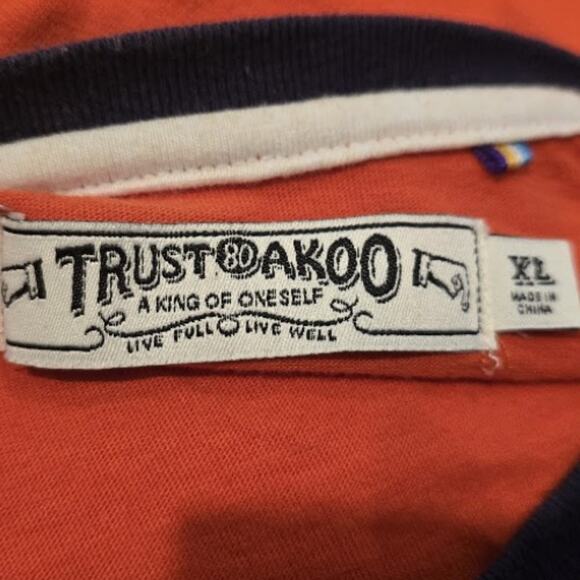 TRUST 80 AKOO
A KING OF ONESELF
LIVE FULL LIVE WELL
XL
MADE IN
CHINA